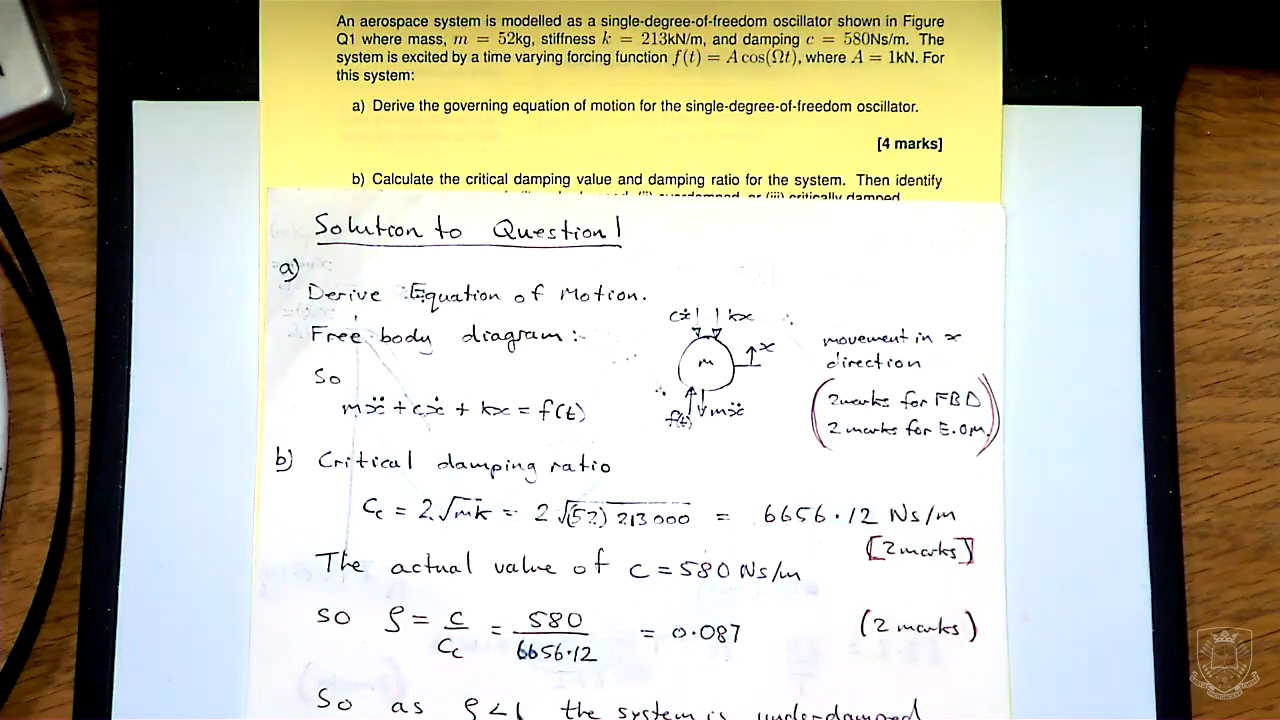 An aerospace system is modelled as a single-degree-of-freedom oscillator shown in Figure
Q1 where mass, m = 52kg, stiffness k = 213kN/m, and damping c = 580Ns/m. The
system is excited by a time varying forcing function f(t) = A cos(Ωt), where A = 1kN. For
this system:
a) Derive the governing equation of motion for the single-degree-of-freedom oscillator.
[4 marks]
b) Calculate the critical damping value and damping ratio for the system. Then identify
overdamped, or (iii) critically damped
Solution to Question 1
a)
Derive Equation of Motion.
Free body diagram:
cẋ kx
m
x
f(t) mẍ
movement in x
direction
(2 marks for FBD
2 marks for E.O.M.)
So
mẍ + cẋ + kx = f(t)
b) Critical damping ratio
Cc = 2√mk = 2√(52) 213000 = 6656.12 Ns/m
[2 marks]
The actual value of c = 580 Ns/m
so ζ = c/Cc = 580/6656.12 = 0.087 (2 marks)
So as ζ < 1 the system is underdamped